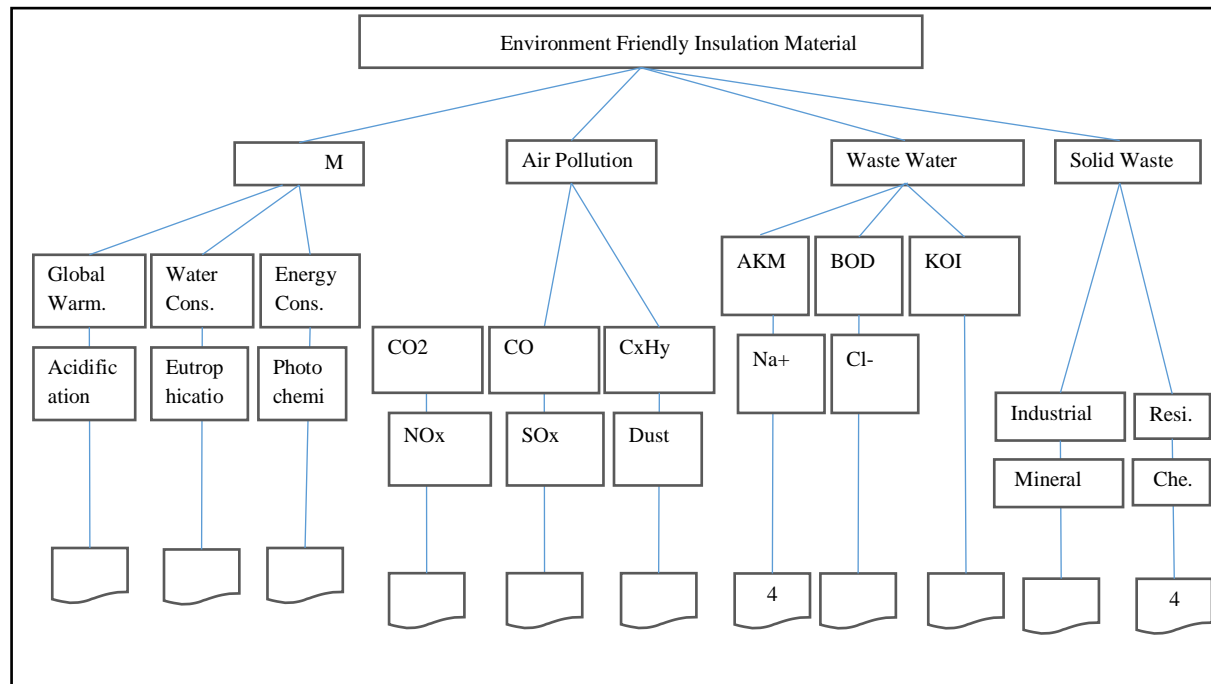 Environment Friendly Insulation Material
M
Air Pollution
Waste Water
Solid Waste
Global
Warm.
Water
Cons.
Energy
Cons.
AKM
BOD
KOI
Acidific
ation
Eutrop
hicatio
Photo
chemi
CO2
CO
CxHy
Na+
Cl-
NOx
SOx
Dust
Industrial
Resi.
Mineral
Che.
4
4